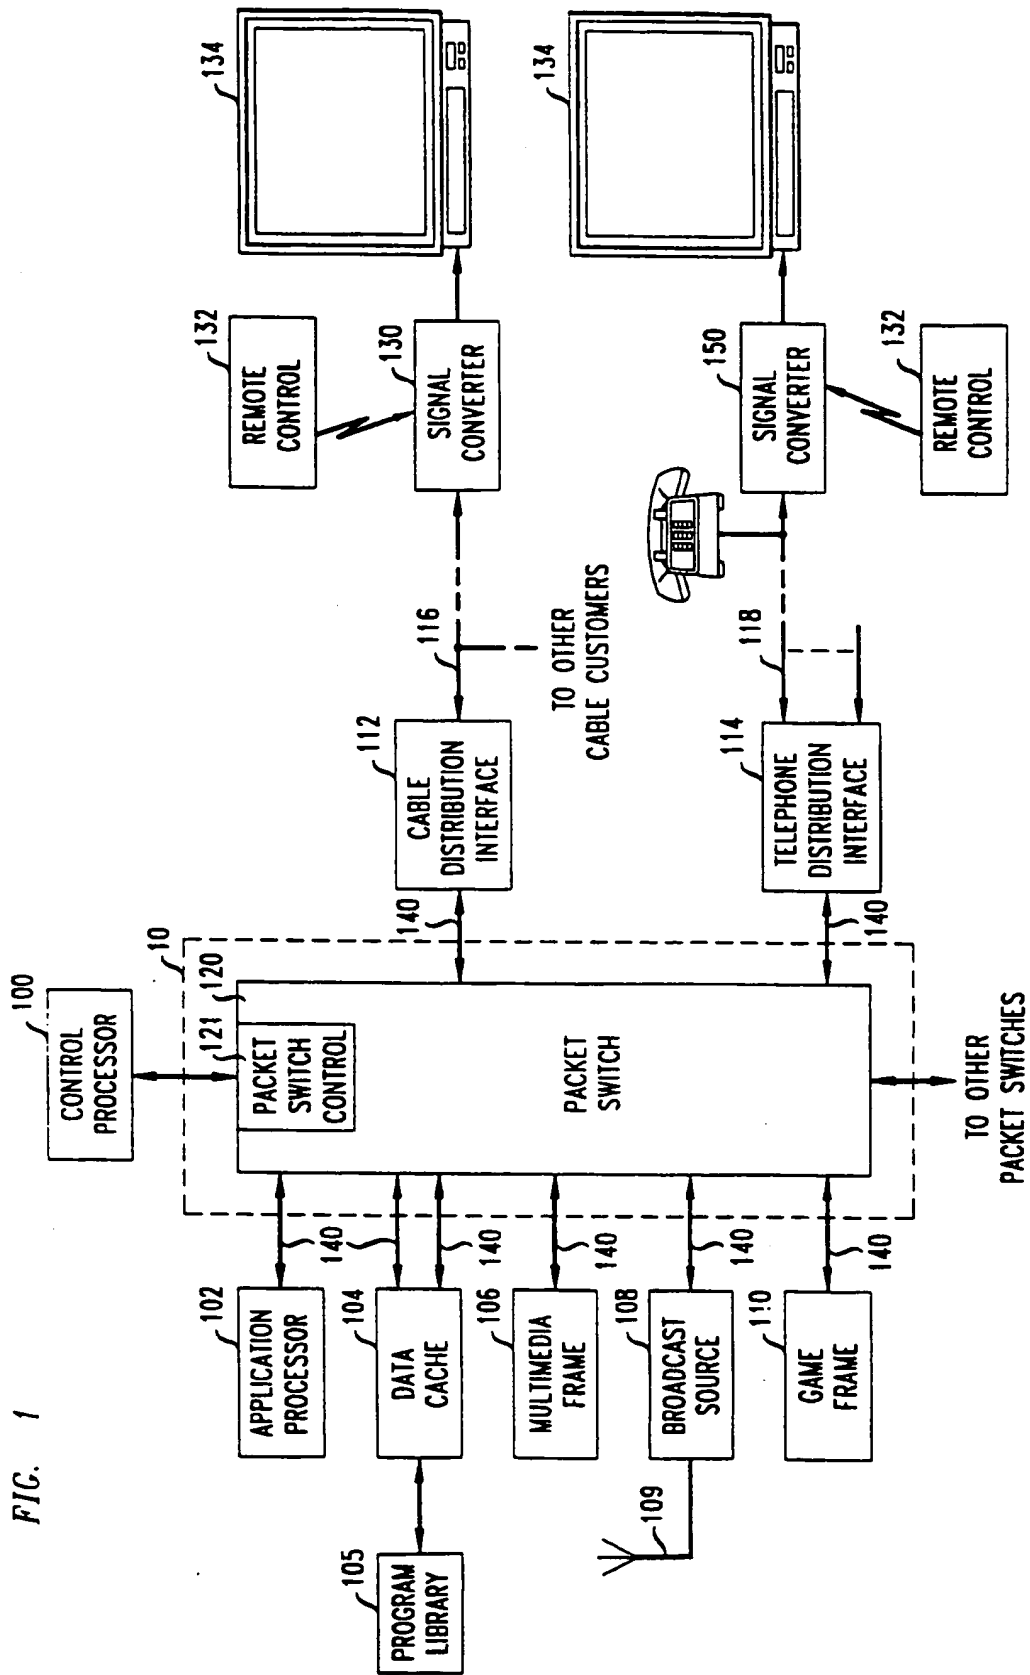 FIG. 1
100
CONTROL
PROCESSOR
10
120
121
PACKET
SWITCH
CONTROL
PACKET
SWITCH
TO OTHER
PACKET SWITCHES
102
APPLICATION
PROCESSOR
140
104
DATA
CACHE
140
105
PROGRAM
LIBRARY
106
MULTIMEDIA
FRAME
140
108
BROADCAST
SOURCE
140
109
110
GAME
FRAME
140
140
112
CABLE
DISTRIBUTION
INTERFACE
116
TO OTHER
CABLE CUSTOMERS
132
REMOTE
CONTROL
130
SIGNAL
CONVERTER
134
140
114
TELEPHONE
DISTRIBUTION
INTERFACE
118
150
SIGNAL
CONVERTER
132
REMOTE
CONTROL
134